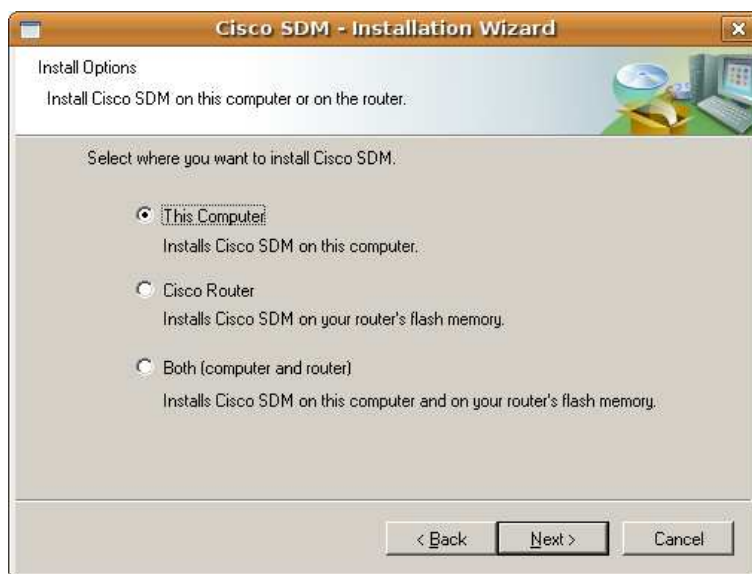 Cisco SDM - Installation Wizard
Install Options
Install Cisco SDM on this computer or on the router.
Select where you want to install Cisco SDM.
This Computer
Installs Cisco SDM on this computer.
Cisco Router
Installs Cisco SDM on your router's flash memory.
Both (computer and router)
Installs Cisco SDM on this computer and on your router's flash memory.
< Back
Next >
Cancel